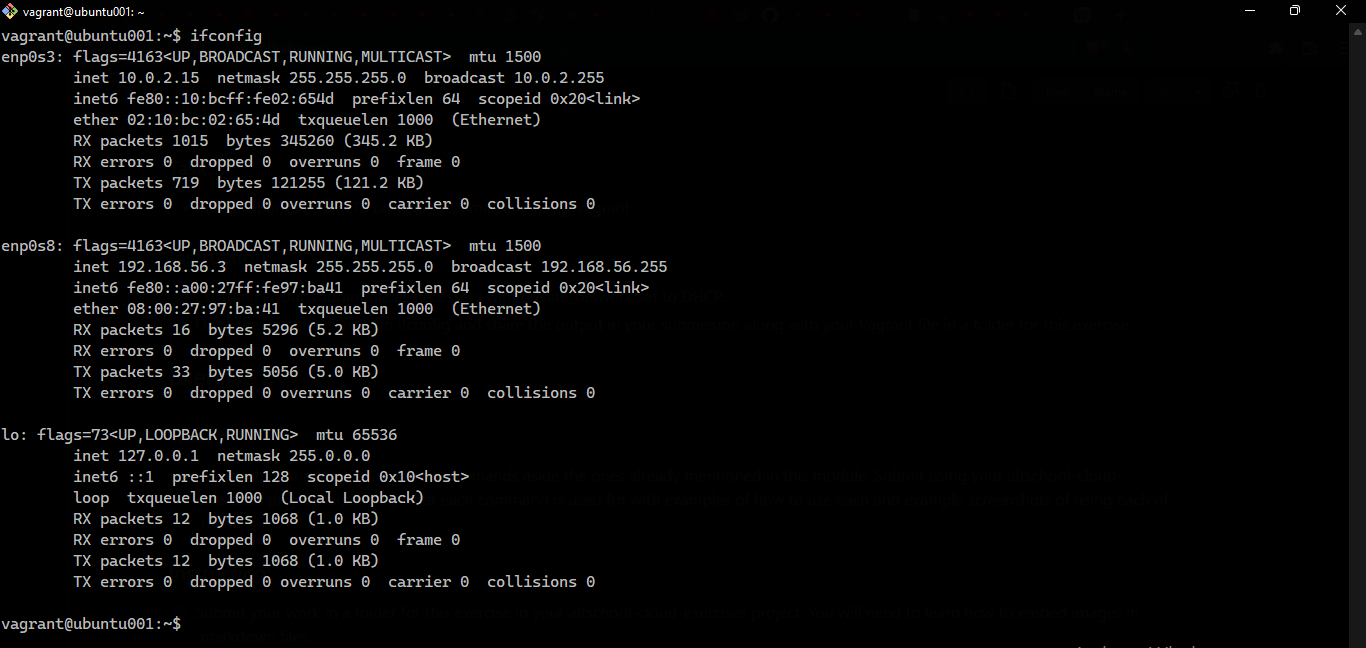 vagrant@ubuntu001: ~
vagrant@ubuntu001:~$ ifconfig
enp0s3: flags=4163<UP,BROADCAST,RUNNING,MULTICAST>  mtu 1500
        inet 10.0.2.15  netmask 255.255.255.0  broadcast 10.0.2.255
        inet6 fe80::10:bcff:fe02:654d  prefixlen 64  scopeid 0x20<link>
        ether 02:10:bc:02:65:4d  txqueuelen 1000  (Ethernet)
        RX packets 1015  bytes 345260 (345.2 KB)
        RX errors 0  dropped 0  overruns 0  frame 0
        TX packets 719  bytes 121255 (121.2 KB)
        TX errors 0  dropped 0 overruns 0  carrier 0  collisions 0

enp0s8: flags=4163<UP,BROADCAST,RUNNING,MULTICAST>  mtu 1500
        inet 192.168.56.3  netmask 255.255.255.0  broadcast 192.168.56.255
        inet6 fe80::a00:27ff:fe97:ba41  prefixlen 64  scopeid 0x20<link>
        ether 08:00:27:97:ba:41  txqueuelen 1000  (Ethernet)
        RX packets 16  bytes 5296 (5.2 KB)
        RX errors 0  dropped 0  overruns 0  frame 0
        TX packets 33  bytes 5056 (5.0 KB)
        TX errors 0  dropped 0 overruns 0  carrier 0  collisions 0

lo: flags=73<UP,LOOPBACK,RUNNING>  mtu 65536
        inet 127.0.0.1  netmask 255.0.0.0
        inet6 ::1  prefixlen 128  scopeid 0x10<host>
        loop  txqueuelen 1000  (Local Loopback)
        RX packets 12  bytes 1068 (1.0 KB)
        RX errors 0  dropped 0  overruns 0  frame 0
        TX packets 12  bytes 1068 (1.0 KB)
        TX errors 0  dropped 0 overruns 0  carrier 0  collisions 0

vagrant@ubuntu001:~$